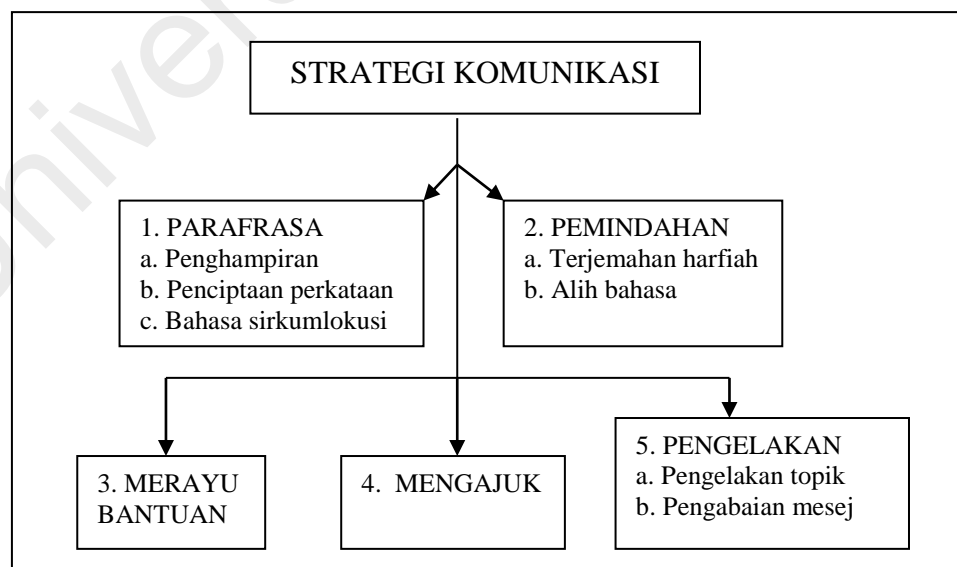 STRATEGI KOMUNIKASI
1. PARAFRASA
a. Penghampiran
b. Penciptaan perkataan
c. Bahasa sirkumlokusi
2. PEMINDAHAN
a. Terjemahan harfiah
b. Alih bahasa
3. MERAYU
BANTUAN
4. MENGAJUK
5. PENGELAKAN
a. Pengelakan topik
b. Pengabaian mesej